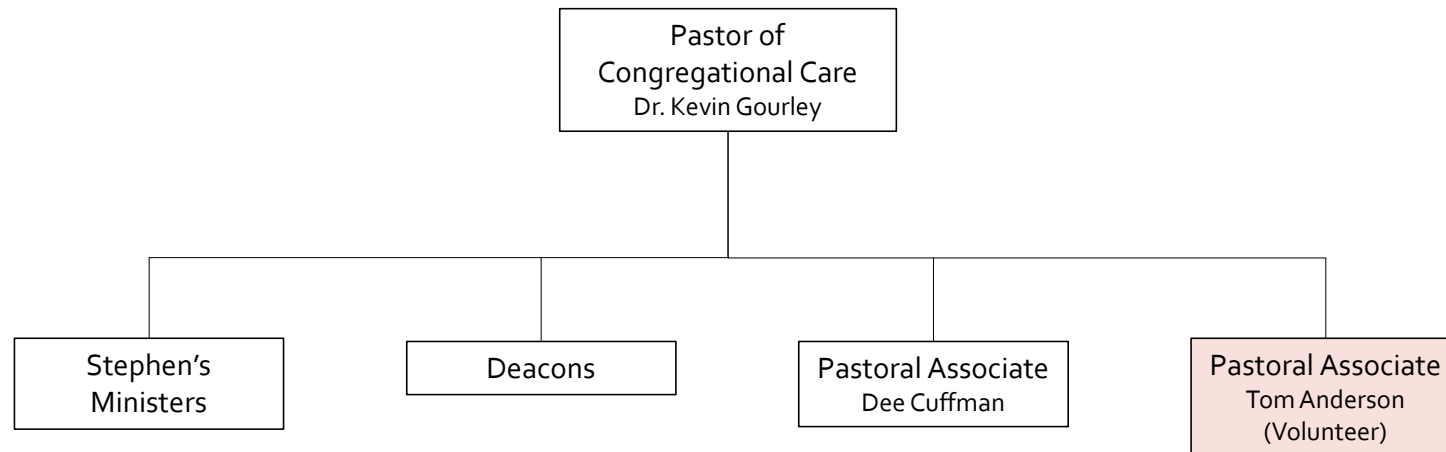 Pastor of
Congregational Care
Dr. Kevin Gourley
Stephen’s
Ministers
Deacons
Pastoral Associate
Dee Cuffman
Pastoral Associate
Tom Anderson
(Volunteer)